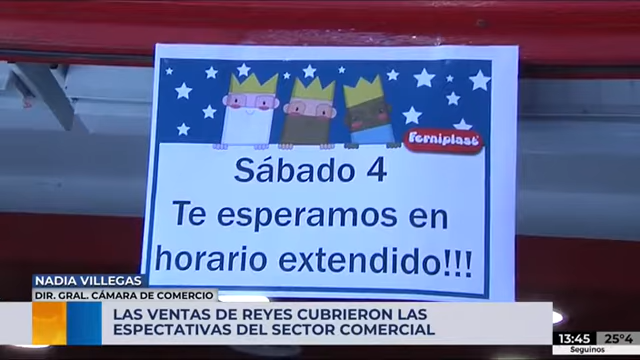 Ferniplast
Sábado 4
Te esperamos en
horario extendido!!!
NADIA VILLEGAS
DIR. GRAL. CÁMARA DE COMERCIO
LAS VENTAS DE REYES CUBRIERON LAS
ESPECTATIVAS DEL SECTOR COMERCIAL
13:45 25°4
Seguinos